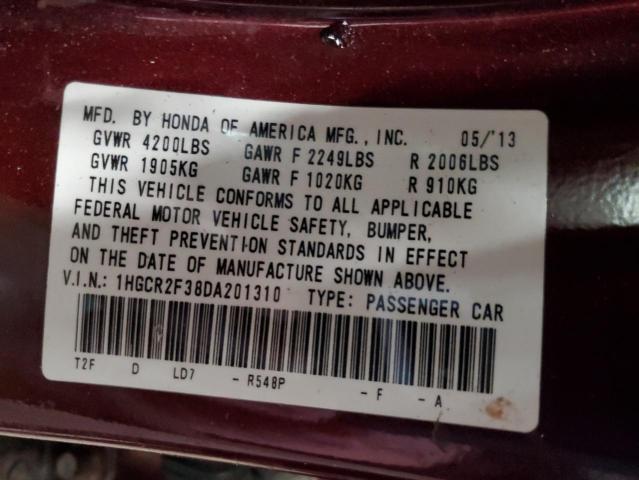 MFD. BY HONDA OF AMERICA MFG., INC. 05/'13
GVWR 4200LBS GAWR F 2249LBS R 2006LBS
GVWR 1905KG GAWR F 1020KG R 910KG
THIS VEHICLE CONFORMS TO ALL APPLICABLE
FEDERAL MOTOR VEHICLE SAFETY, BUMPER,
AND THEFT PREVENTION STANDARDS IN EFFECT
ON THE DATE OF MANUFACTURE SHOWN ABOVE.
V.I.N.: 1HGCR2F38DA201310 TYPE: PASSENGER CAR
T2F D LD7 - R548P - F - A